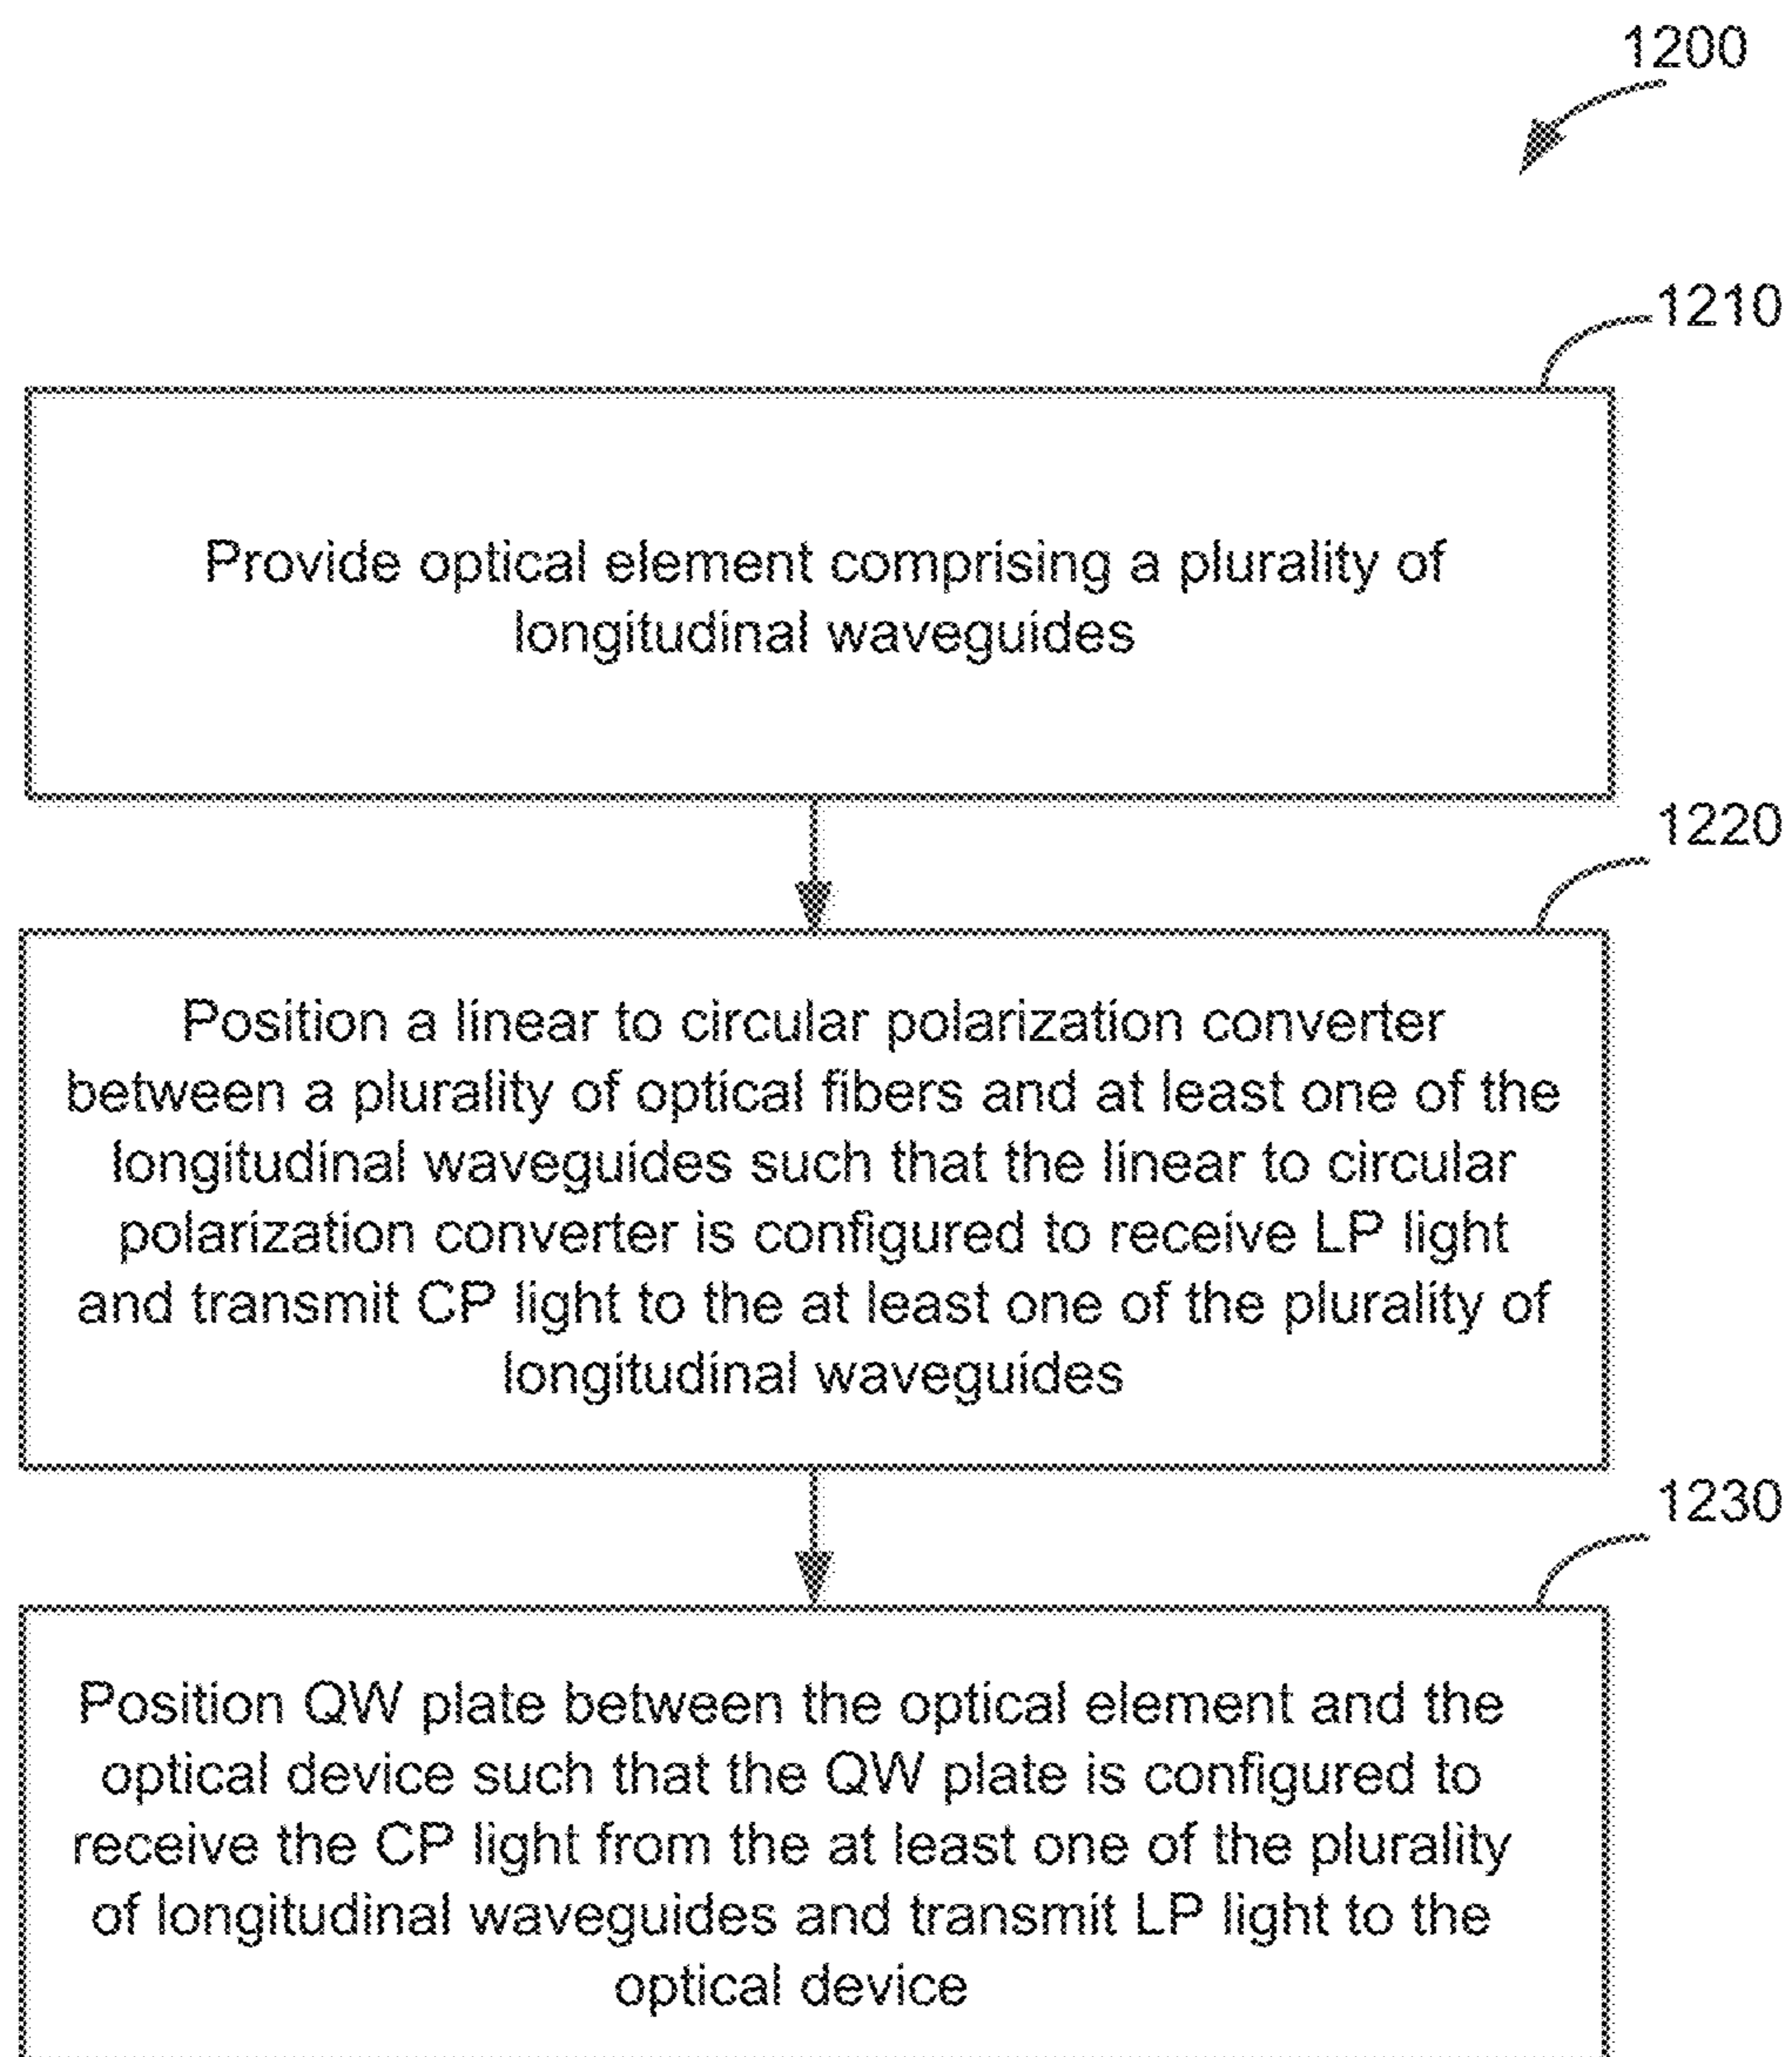 1200
1210
Provide optical element comprising a plurality of
longitudinal waveguides
1220
Position a linear to circular polarization converter
between a plurality of optical fibers and at least one of the
longitudinal waveguides such that the linear to circular
polarization converter is configured to receive LP light
and transmit CP light to the at least one of the plurality of
longitudinal waveguides
1230
Position QW plate between the optical element and the
optical device such that the QW plate is configured to
receive the CP light from the at least one of the plurality
of longitudinal waveguides and transmit LP light to the
optical device